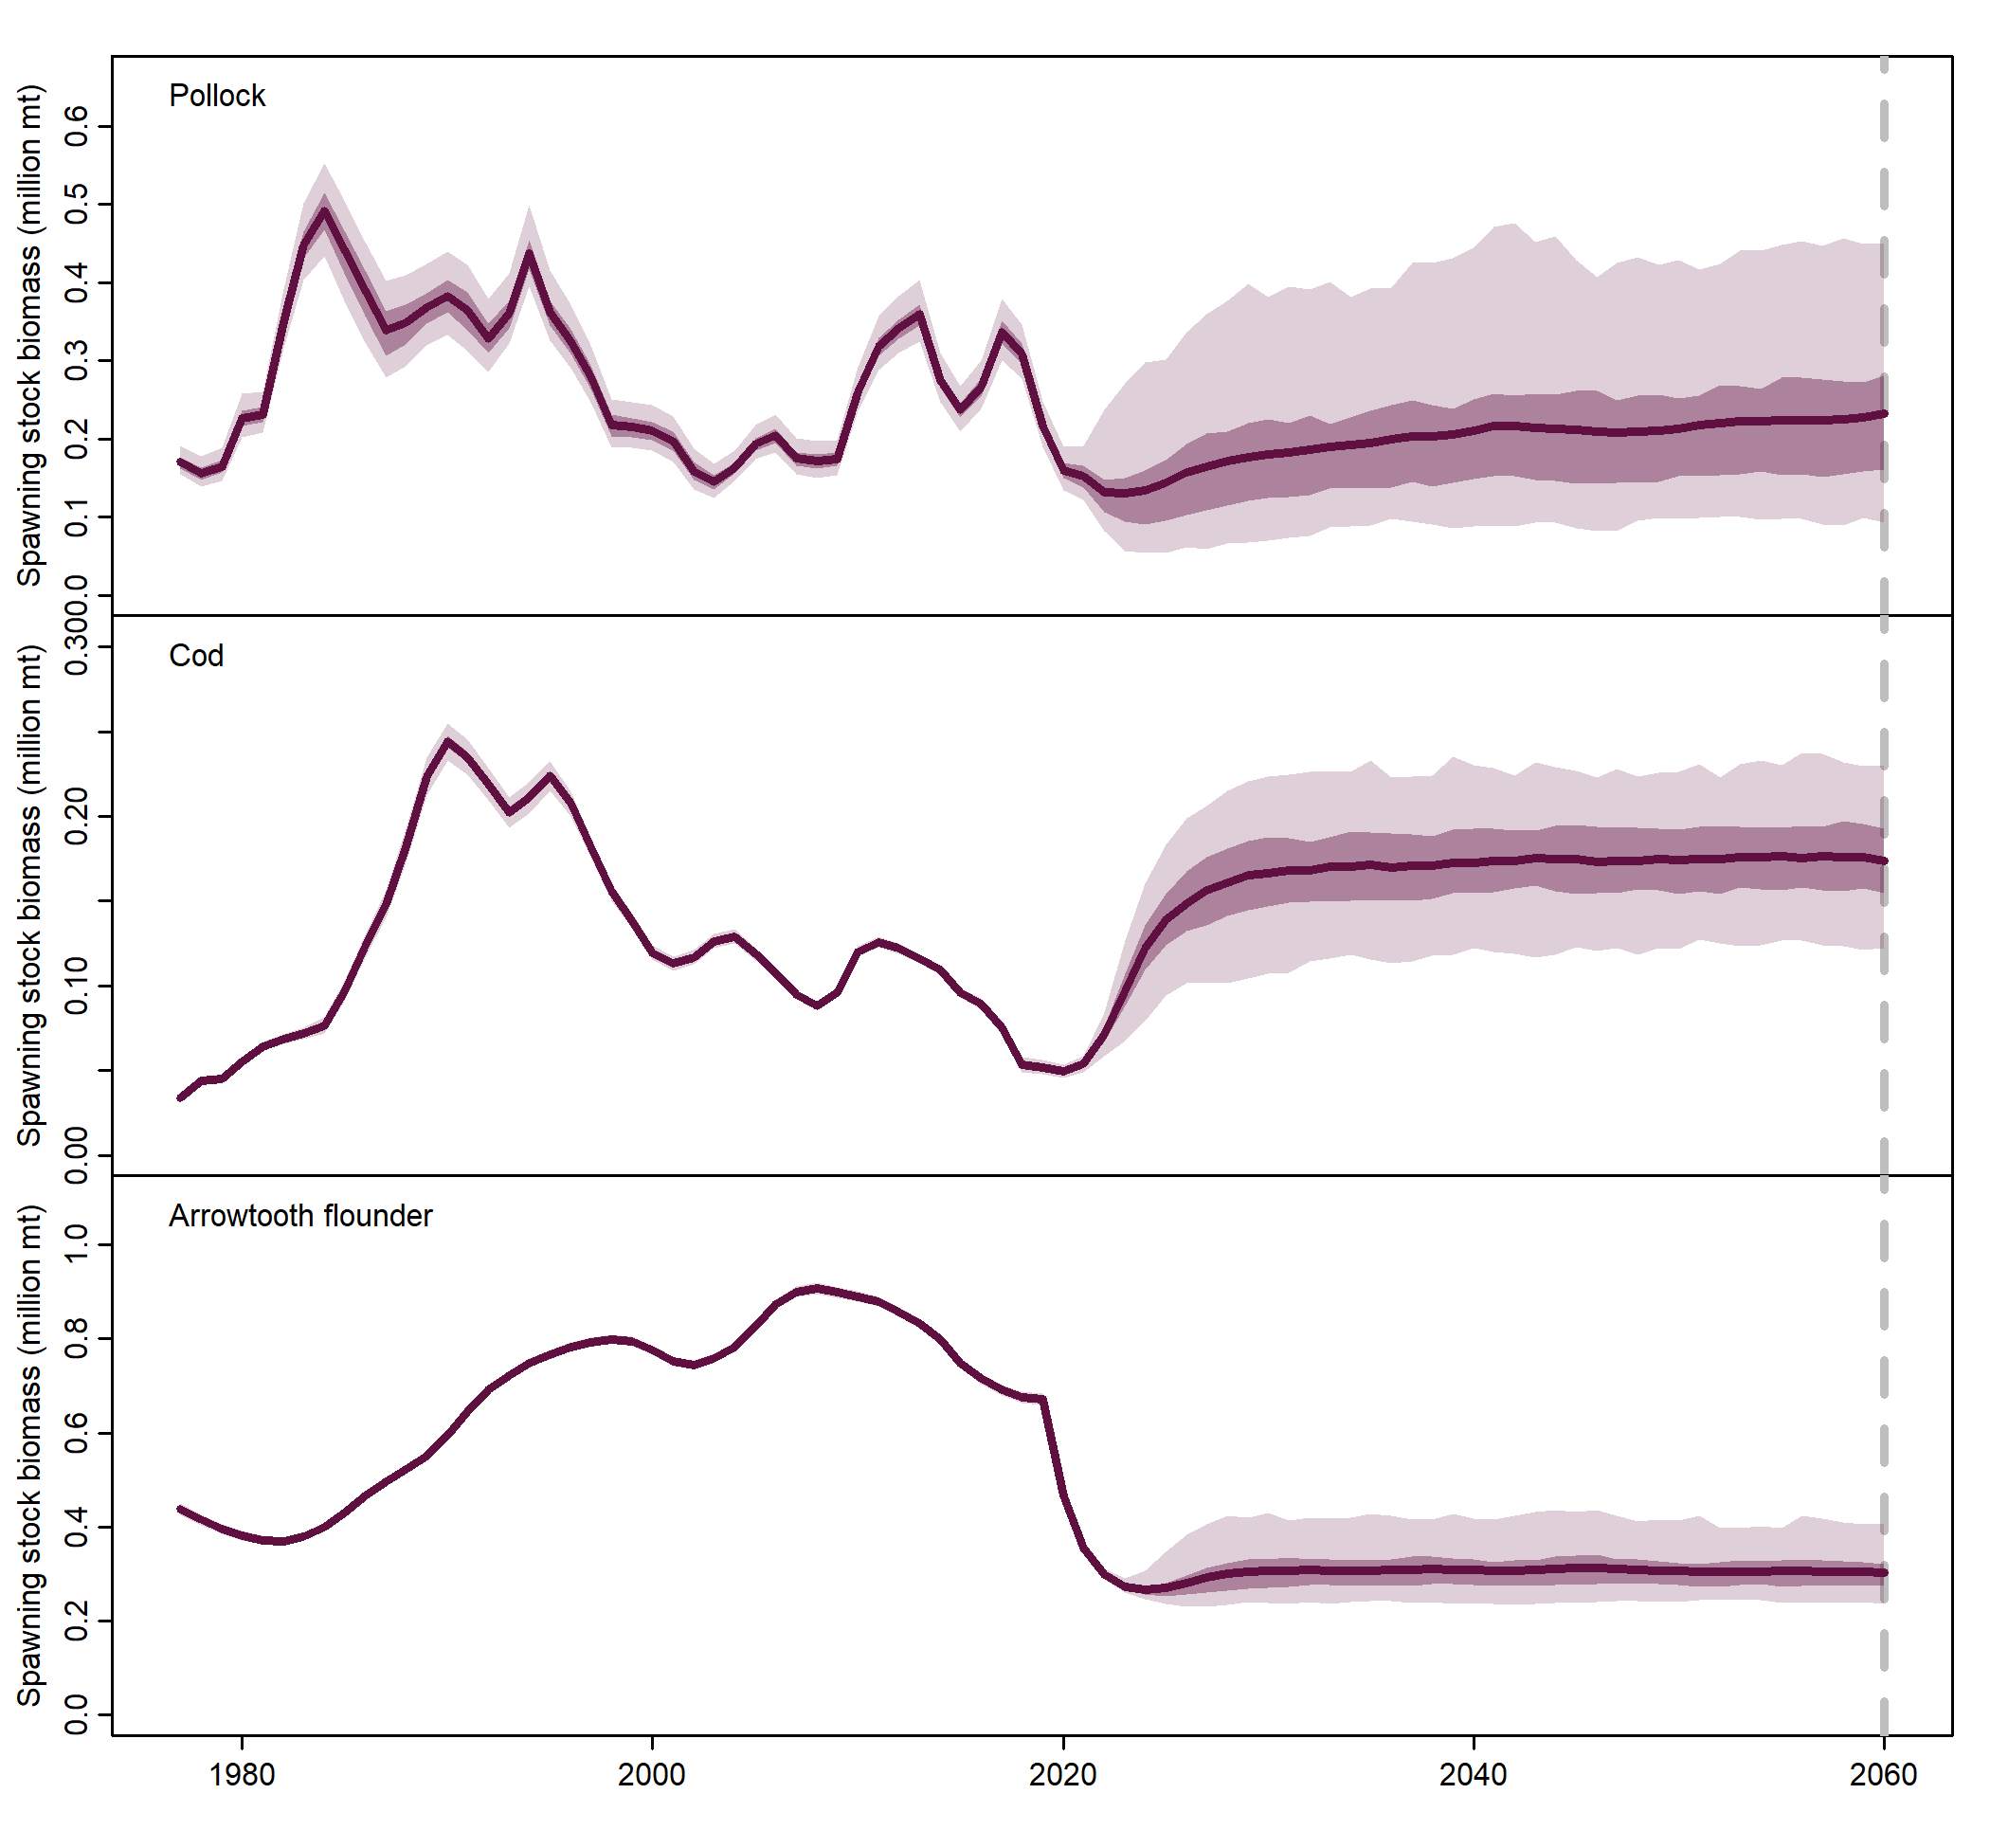 Pollock
Spawning stock biomass (million mt)
0.6
0.5
0.4
0.3
0.2
0.1
0.0
Cod
Spawning stock biomass (million mt)
0.30
0.20
0.10
0.00
Arrowtooth flounder
Spawning stock biomass (million mt)
1.0
0.8
0.6
0.4
0.2
0.0
1980 2000 2020 2040 2060